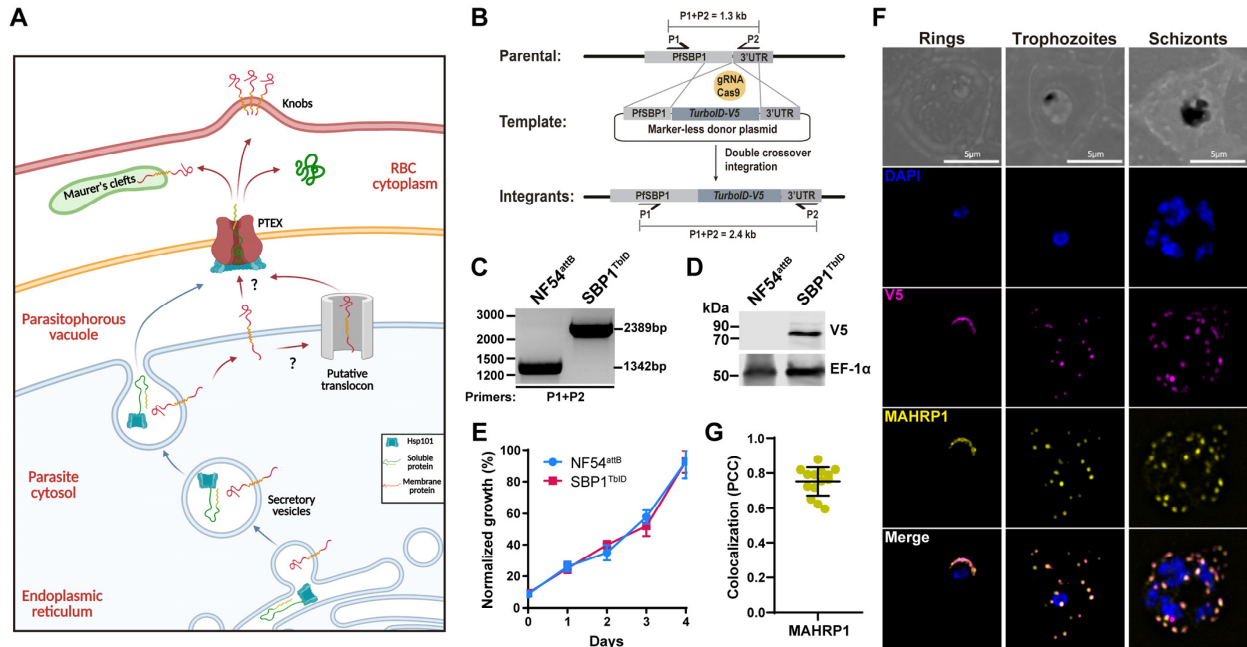 A
Knobs
Maurer's clefts
RBC
cytoplasm
PTEX
?
Parasitophorous
vacuole
?
Putative
translocon
Parasite
cytosol
Secretory
vesicles
Hsp101
Soluble
protein
Membrane
protein
Endoplasmic
reticulum
B
P1+P2 = 1.3 kb
P1 P2
Parental: PfSBP1 3'UTR
gRNA
Cas9
Template: PfSBP1 TurboID-V5 3'UTR
Marker-less donor plasmid
Double crossover
integration
Integrants: PfSBP1 TurboID-V5 3'UTR
P1 P2
P1+P2 = 2.4 kb
C
NF54attB SBP1TbID
3000
2000
1500
1200
2389bp
1342bp
Primers: P1+P2
D
NF54attB SBP1TbID
kDa
90
70
50
V5
EF-1α
E
Normalized growth (%)
100
80
60
40
20
0
NF54attB
SBP1TbID
0 1 2 3 4
Days
G
Colocalization (PCC)
1.0
0.8
0.6
0.4
0.2
0.0
MAHRP1
F
Rings Trophozoites Schizonts
5μm 5μm 5μm
DAPI
V5
MAHRP1
Merge